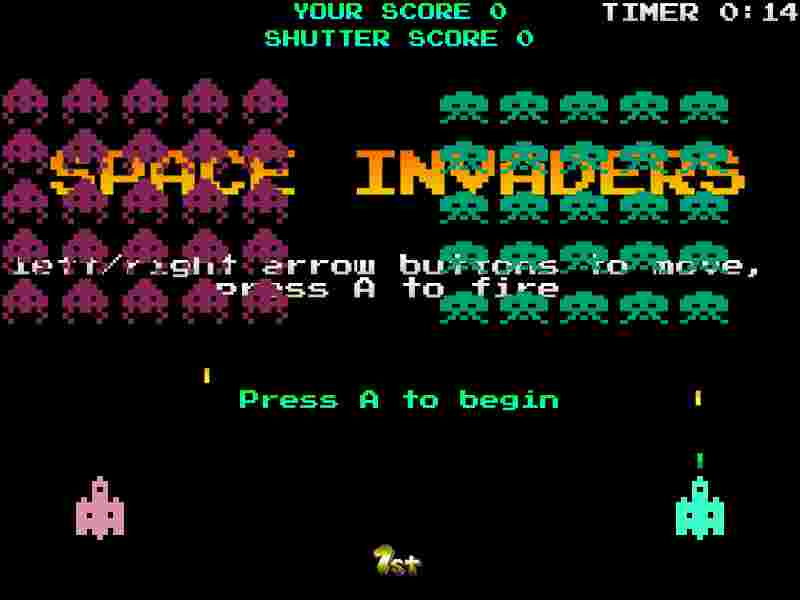 YOUR SCORE 0
TIMER 0:14
SHUTTER SCORE 0
SPACE INVADERS
left/right arrow buttons to move,
press A to fire
Press A to begin
1st